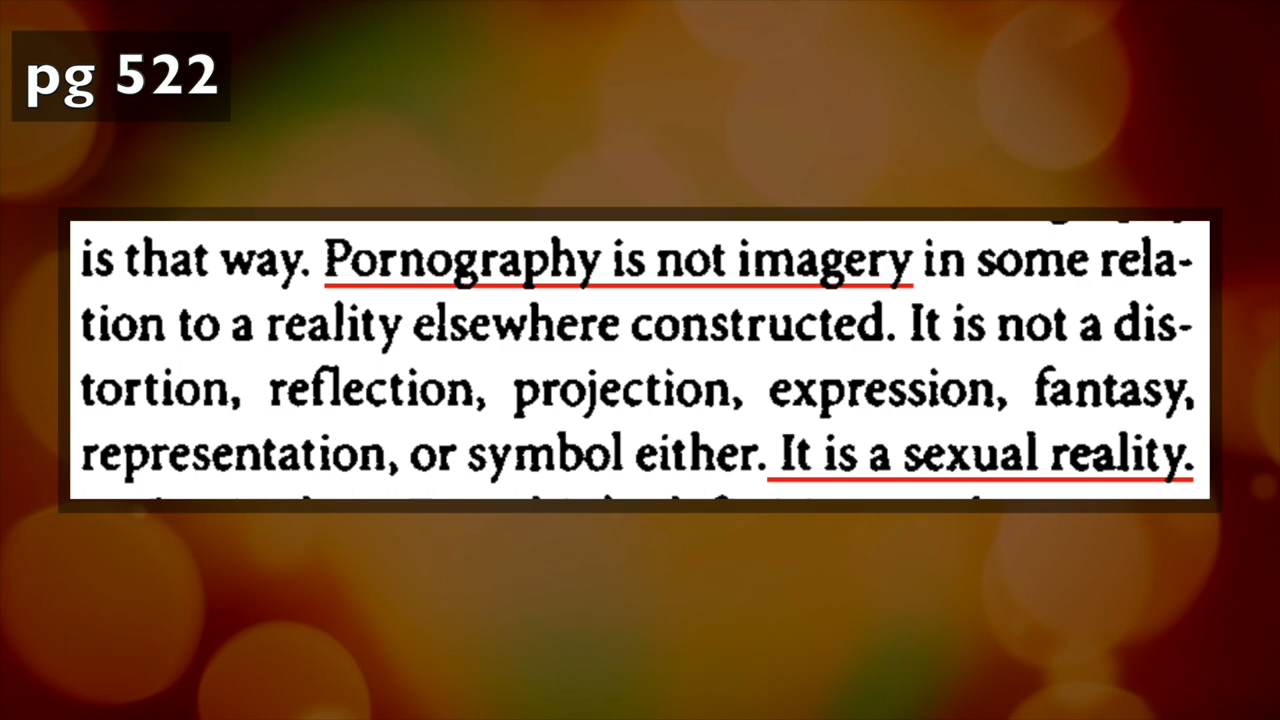 pg 522
is that way. Pornography is not imagery in some rela-
tion to a reality elsewhere constructed. It is not a dis-
tortion, reflection, projection, expression, fantasy,
representation, or symbol either. It is a sexual reality.